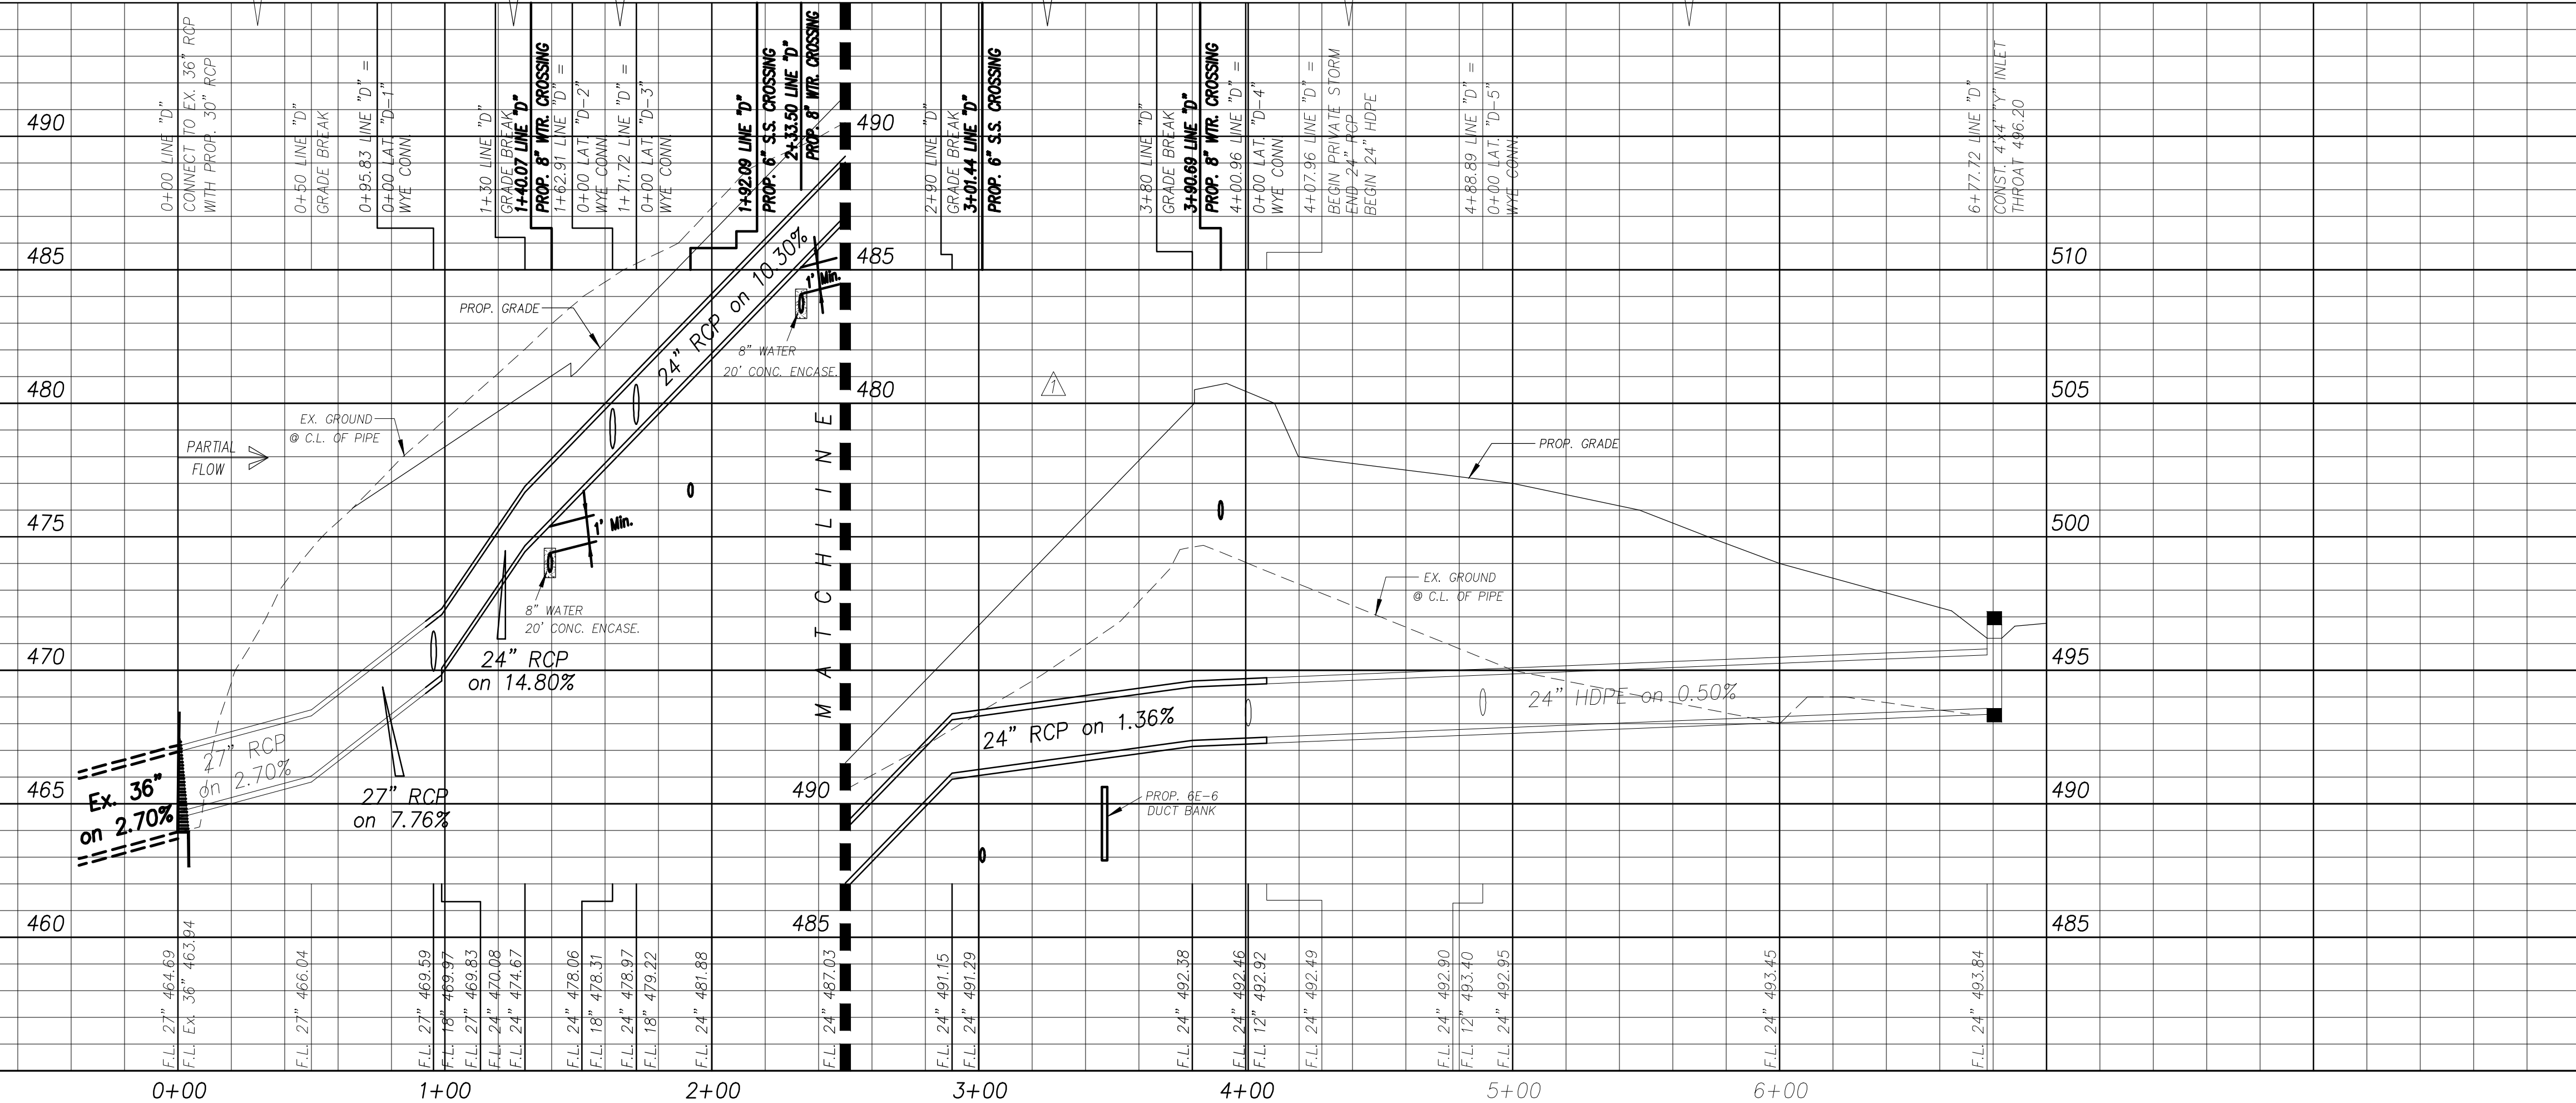 0+00 LINE "D"
CONNECT TO EX. 36" RCP
WITH PROP. 30" RCP
0+50 LINE "D"
GRADE BREAK
0+95.83 LINE "D" =
0+00 LAT. "D-1"
WYE CONN.
1+30 LINE "D"
GRADE BREAK
1+40.07 LINE "D"
PROP. 8" WTR. CROSSING
1+62.91 LINE "D" =
0+00 LAT. "D-2"
WYE CONN.
1+71.72 LINE "D" =
0+00 LAT. "D-3"
WYE CONN.
1+92.09 LINE "D"
PROP. 6" S.S. CROSSING
2+33.50 LINE "D"
PROP. 8" WTR. CROSSING
2+90 LINE "D"
GRADE BREAK
3+01.44 LINE "D"
PROP. 6" S.S. CROSSING
3+80 LINE "D"
GRADE BREAK
3+90.69 LINE "D"
PROP. 8" WTR. CROSSING
4+00.96 LINE "D" =
0+00 LAT. "D-4"
WYE CONN.
4+07.96 LINE "D" =
BEGIN PRIVATE STORM
END 24" RCP
BEGIN 24" HDPE
4+88.89 LINE "D" =
0+00 LAT. "D-5"
WYE CONN.
6+77.72 LINE "D"
CONST. 4'x4' "Y" INLET
THROAT 496.20
490
490
485
485
510
480
480
505
475
500
470
495
465
490
490
460
485
485
PROP. GRADE
EX. GROUND
@ C.L. OF PIPE
PARTIAL
FLOW
24" RCP on 10.30%
1' Min.
8" WATER
20' CONC. ENCASE.
1' Min.
8" WATER
20' CONC. ENCASE.
24" RCP
on 14.80%
27" RCP
on 2.70%
27" RCP
on 7.76%
Ex. 36"
on 2.70%
MATCHLINE
1
PROP. GRADE
EX. GROUND
@ C.L. OF PIPE
24" RCP on 1.36%
24" HDPE on 0.50%
PROP. 6E-6
DUCT BANK
F.L. 27" 464.69
F.L. Ex. 36" 463.94
F.L. 27" 466.04
F.L. 27" 469.59
F.L. 18" 469.97
F.L. 27" 469.83
F.L. 24" 470.08
F.L. 24" 474.67
F.L. 24" 478.06
F.L. 18" 478.31
F.L. 24" 478.97
F.L. 18" 479.22
F.L. 24" 481.88
F.L. 24" 487.03
F.L. 24" 491.15
F.L. 24" 491.29
F.L. 24" 492.38
F.L. 24" 492.46
F.L. 12" 492.92
F.L. 24" 492.49
F.L. 24" 492.90
F.L. 12" 493.40
F.L. 24" 492.95
F.L. 24" 493.45
F.L. 24" 493.84
0+00
1+00
2+00
3+00
4+00
5+00
6+00